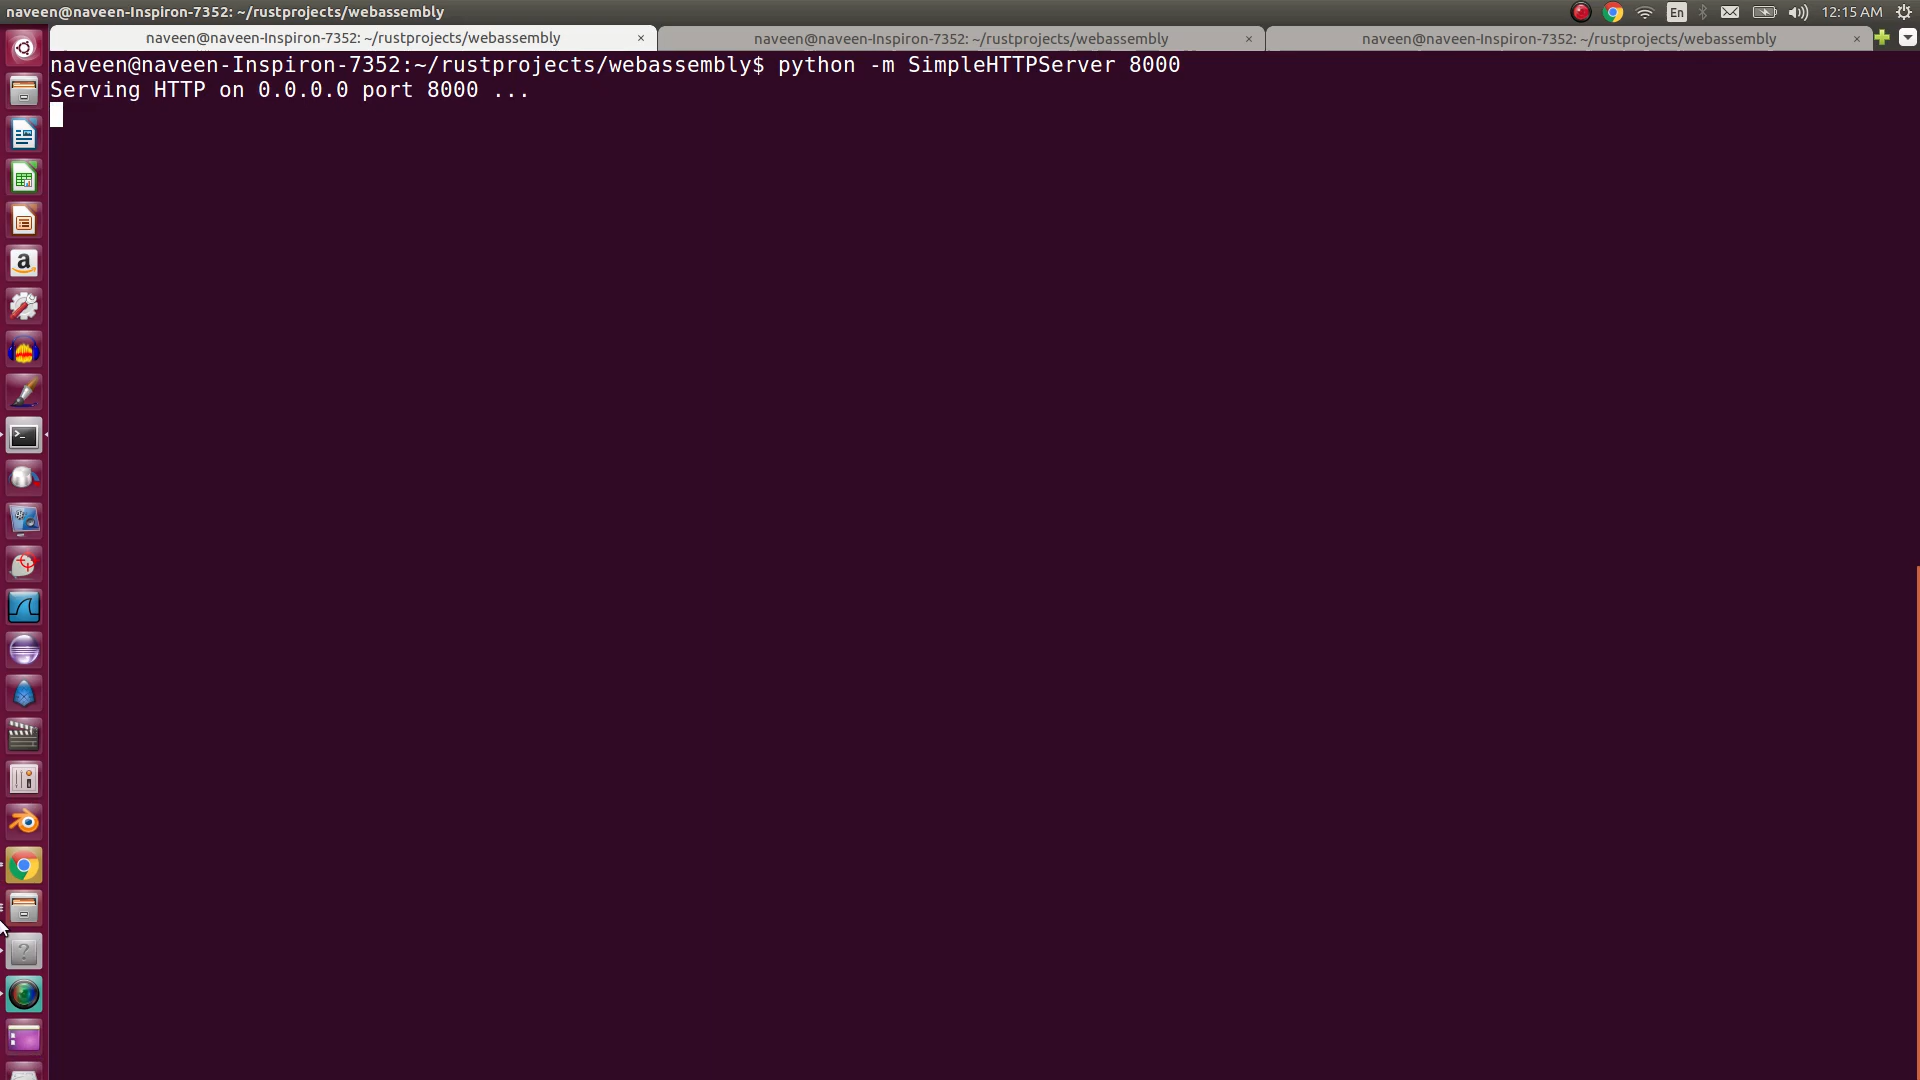 naveen@naveen-Inspiron-7352: ~/rustprojects/webassembly
En
12:15 AM
naveen@naveen-Inspiron-7352: ~/rustprojects/webassembly ×
naveen@naveen-Inspiron-7352: ~/rustprojects/webassembly ×
naveen@naveen-Inspiron-7352: ~/rustprojects/webassembly ×
naveen@naveen-Inspiron-7352:~/rustprojects/webassembly$ python -m SimpleHTTPServer 8000
Serving HTTP on 0.0.0.0 port 8000 ...